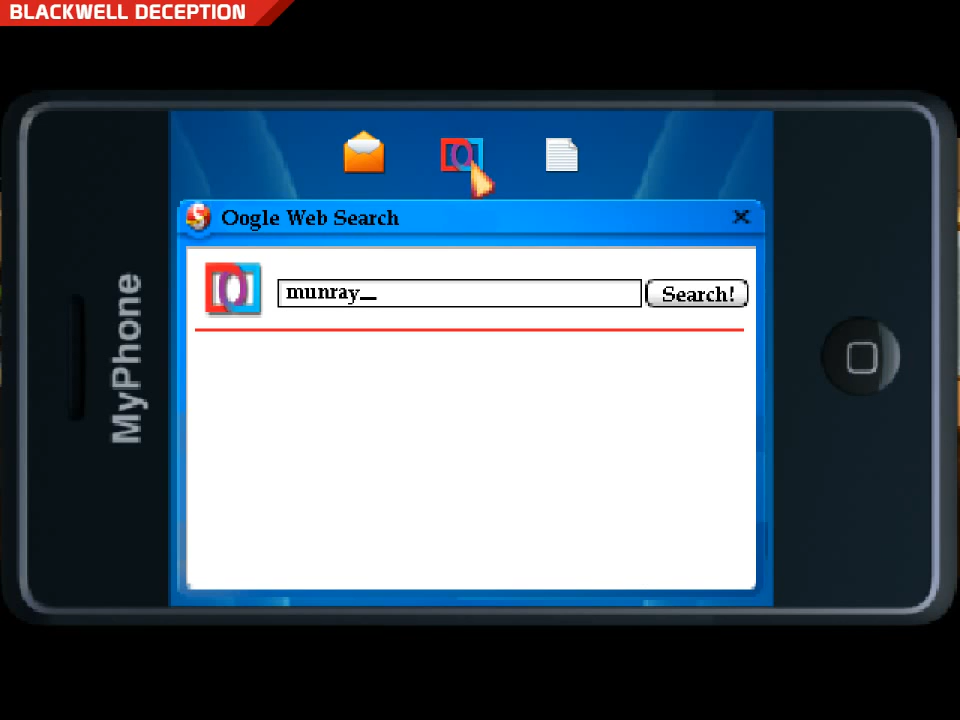 BLACKWELL DECEPTION
MyPhone
Oogle Web Search
munray_
Search!